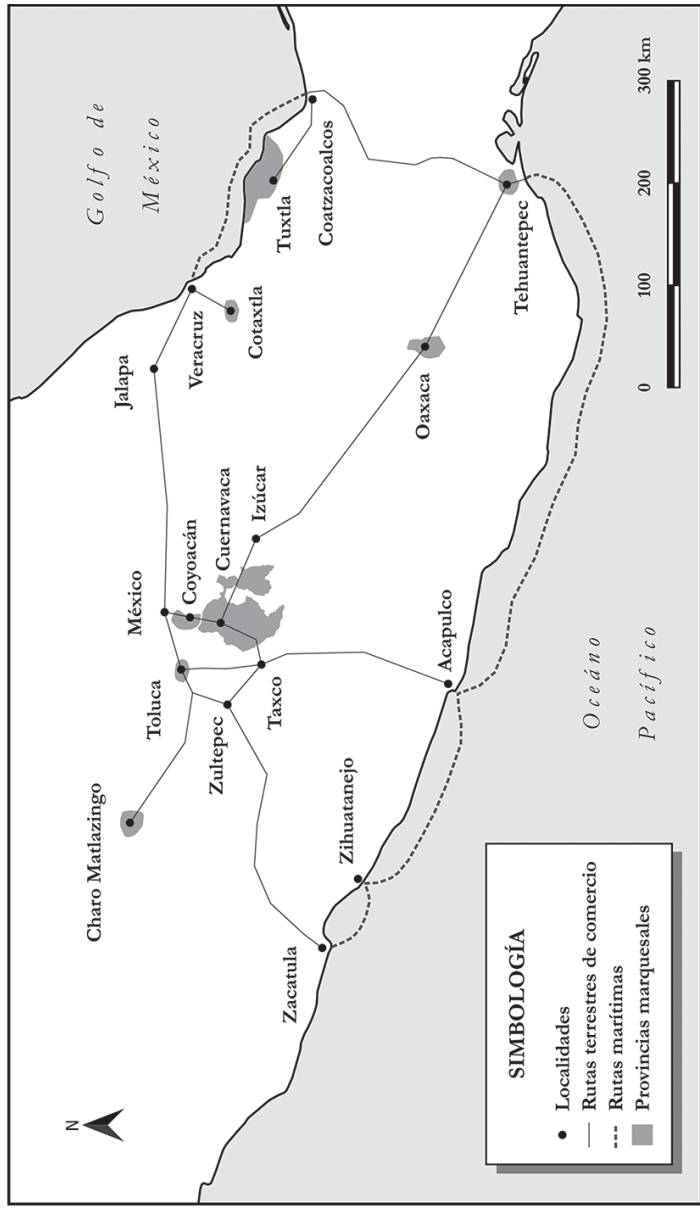 N
Golfo de
México
Jalapa
Veracruz
Cotaxtla
Tuxtla
Coatzacoalcos
México
Coyoacán
Cuernavaca
Izúcar
Toluca
Zultepec
Taxco
Charo Matlazingo
Oaxaca
Tehuantepec
Zacatula
Zihuatanejo
Acapulco
Oceáno
Pacífico
SIMBOLOGÍA
Localidades
Rutas terrestres de comercio
Rutas marítimas
Provincias marquesales
0 100 200 300 km